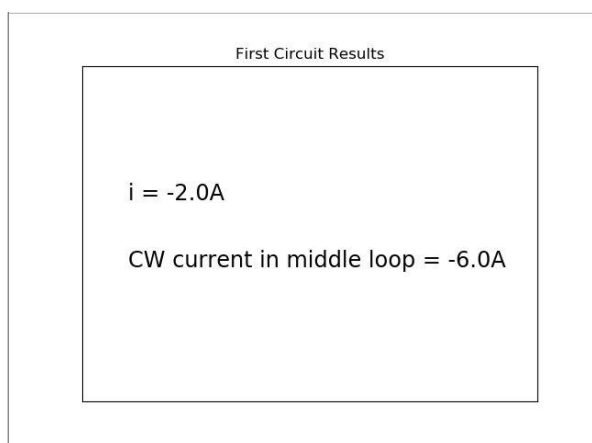 First Circuit Results
i = -2.0A
CW current in middle loop = -6.0A